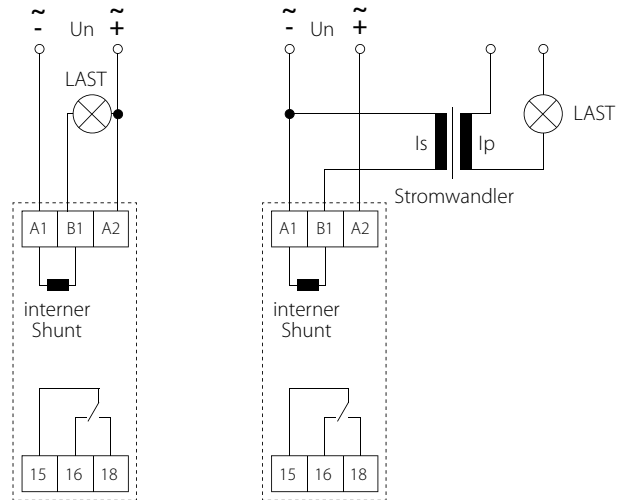 ~ ~
- Un +
LAST
A1 B1 A2
interner
Shunt
15 16 18
~ ~
- Un +
LAST
Is Ip
Stromwandler
A1 B1 A2
interner
Shunt
15 16 18